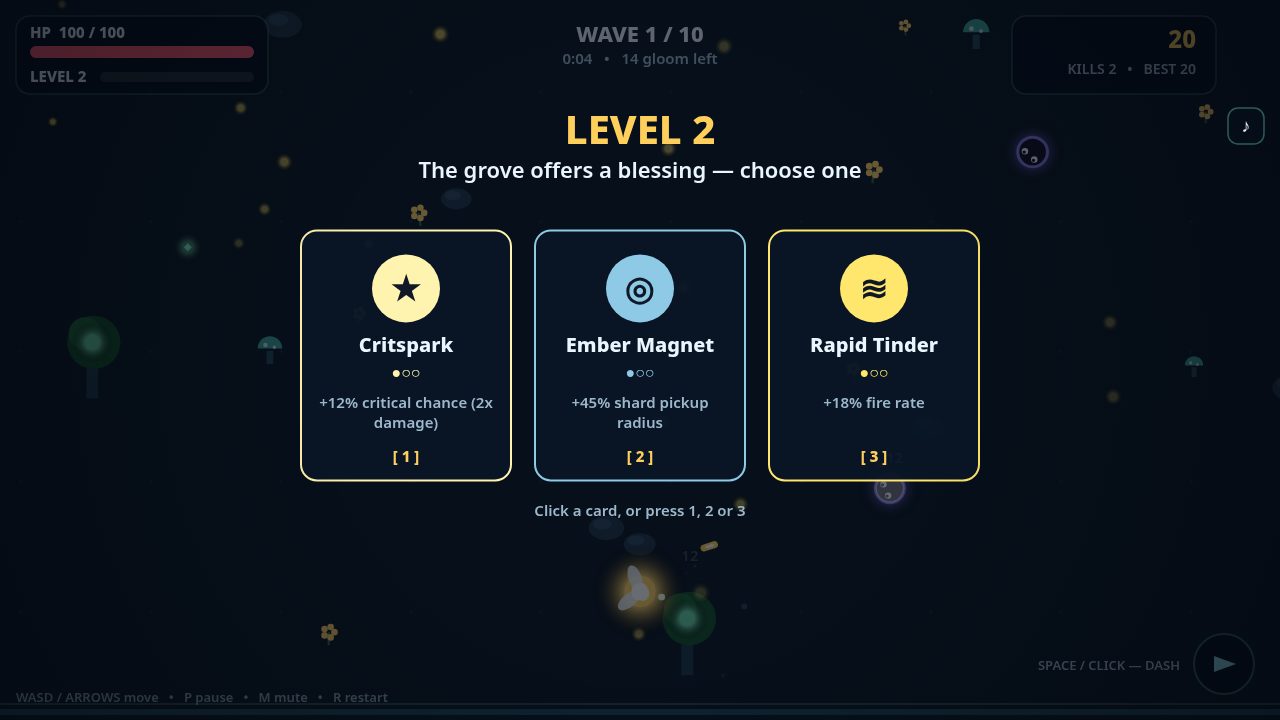 HP 100 / 100
LEVEL 2
WAVE 1 / 10
0:04 • 14 gloom left
20
KILLS 2 • BEST 20
♪
LEVEL 2
The grove offers a blessing — choose one
Critspark
+12% critical chance (2x
damage)
[ 1 ]
Ember Magnet
+45% shard pickup
radius
[ 2 ]
Rapid Tinder
+18% fire rate
[ 3 ]
Click a card, or press 1, 2 or 3
12
SPACE / CLICK — DASH
WASD / ARROWS move • P pause • M mute • R restart